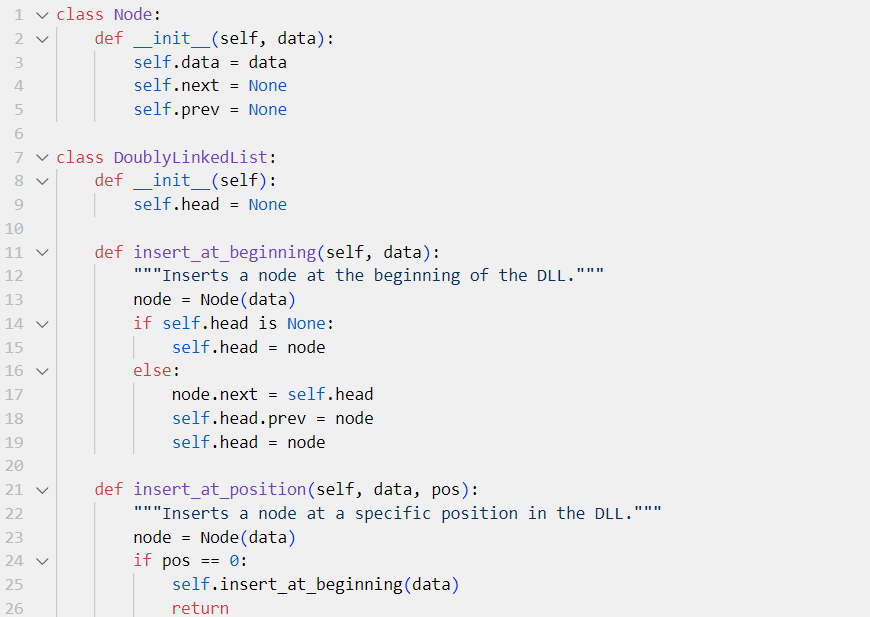 1 class Node:
2     def __init__(self, data):
3         self.data = data
4         self.next = None
5         self.prev = None
6
7 class DoublyLinkedList:
8     def __init__(self):
9         self.head = None
10
11     def insert_at_beginning(self, data):
12         """Inserts a node at the beginning of the DLL."""
13         node = Node(data)
14         if self.head is None:
15             self.head = node
16         else:
17             node.next = self.head
18             self.head.prev = node
19             self.head = node
20
21     def insert_at_position(self, data, pos):
22         """Inserts a node at a specific position in the DLL."""
23         node = Node(data)
24         if pos == 0:
25             self.insert_at_beginning(data)
26             return